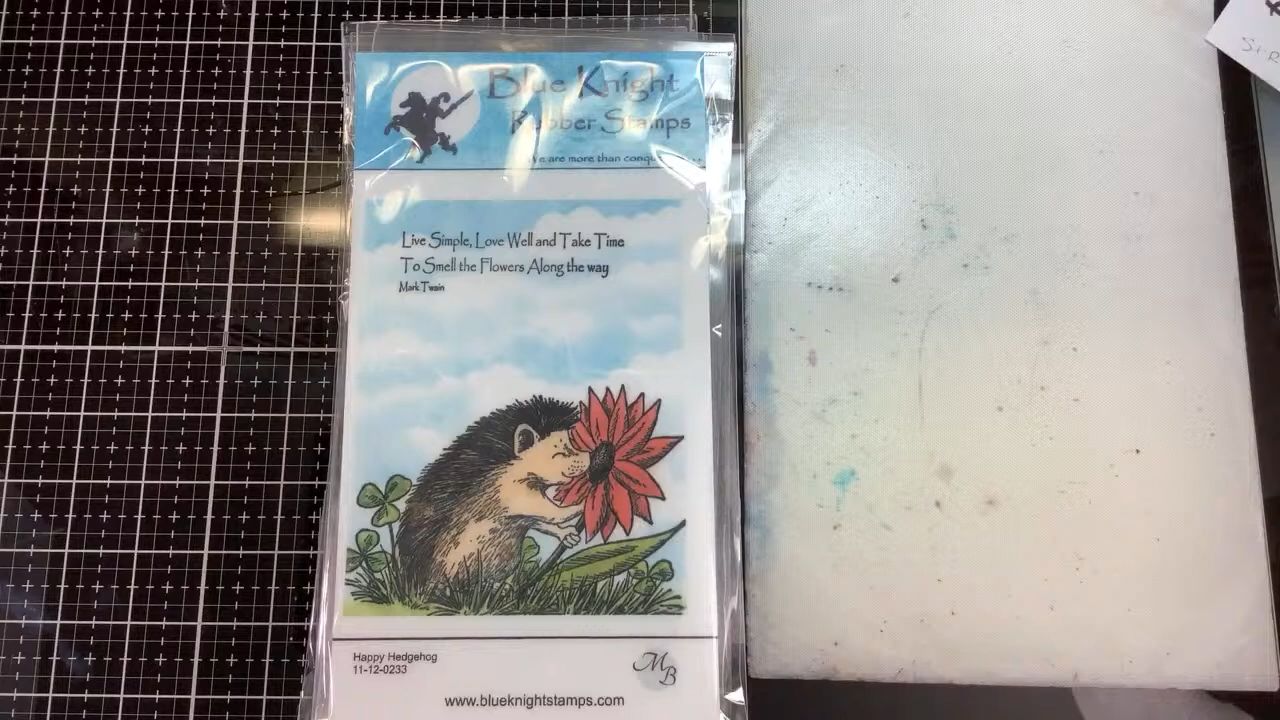 Blue Knight
Rubber Stamps
We are more than
Live Simple, Love Well and Take Time
To Smell the Flowers Along the way
Mark Twain
<
Happy Hedgehog
11-12-0233
MB
www.blueknightstamps.com